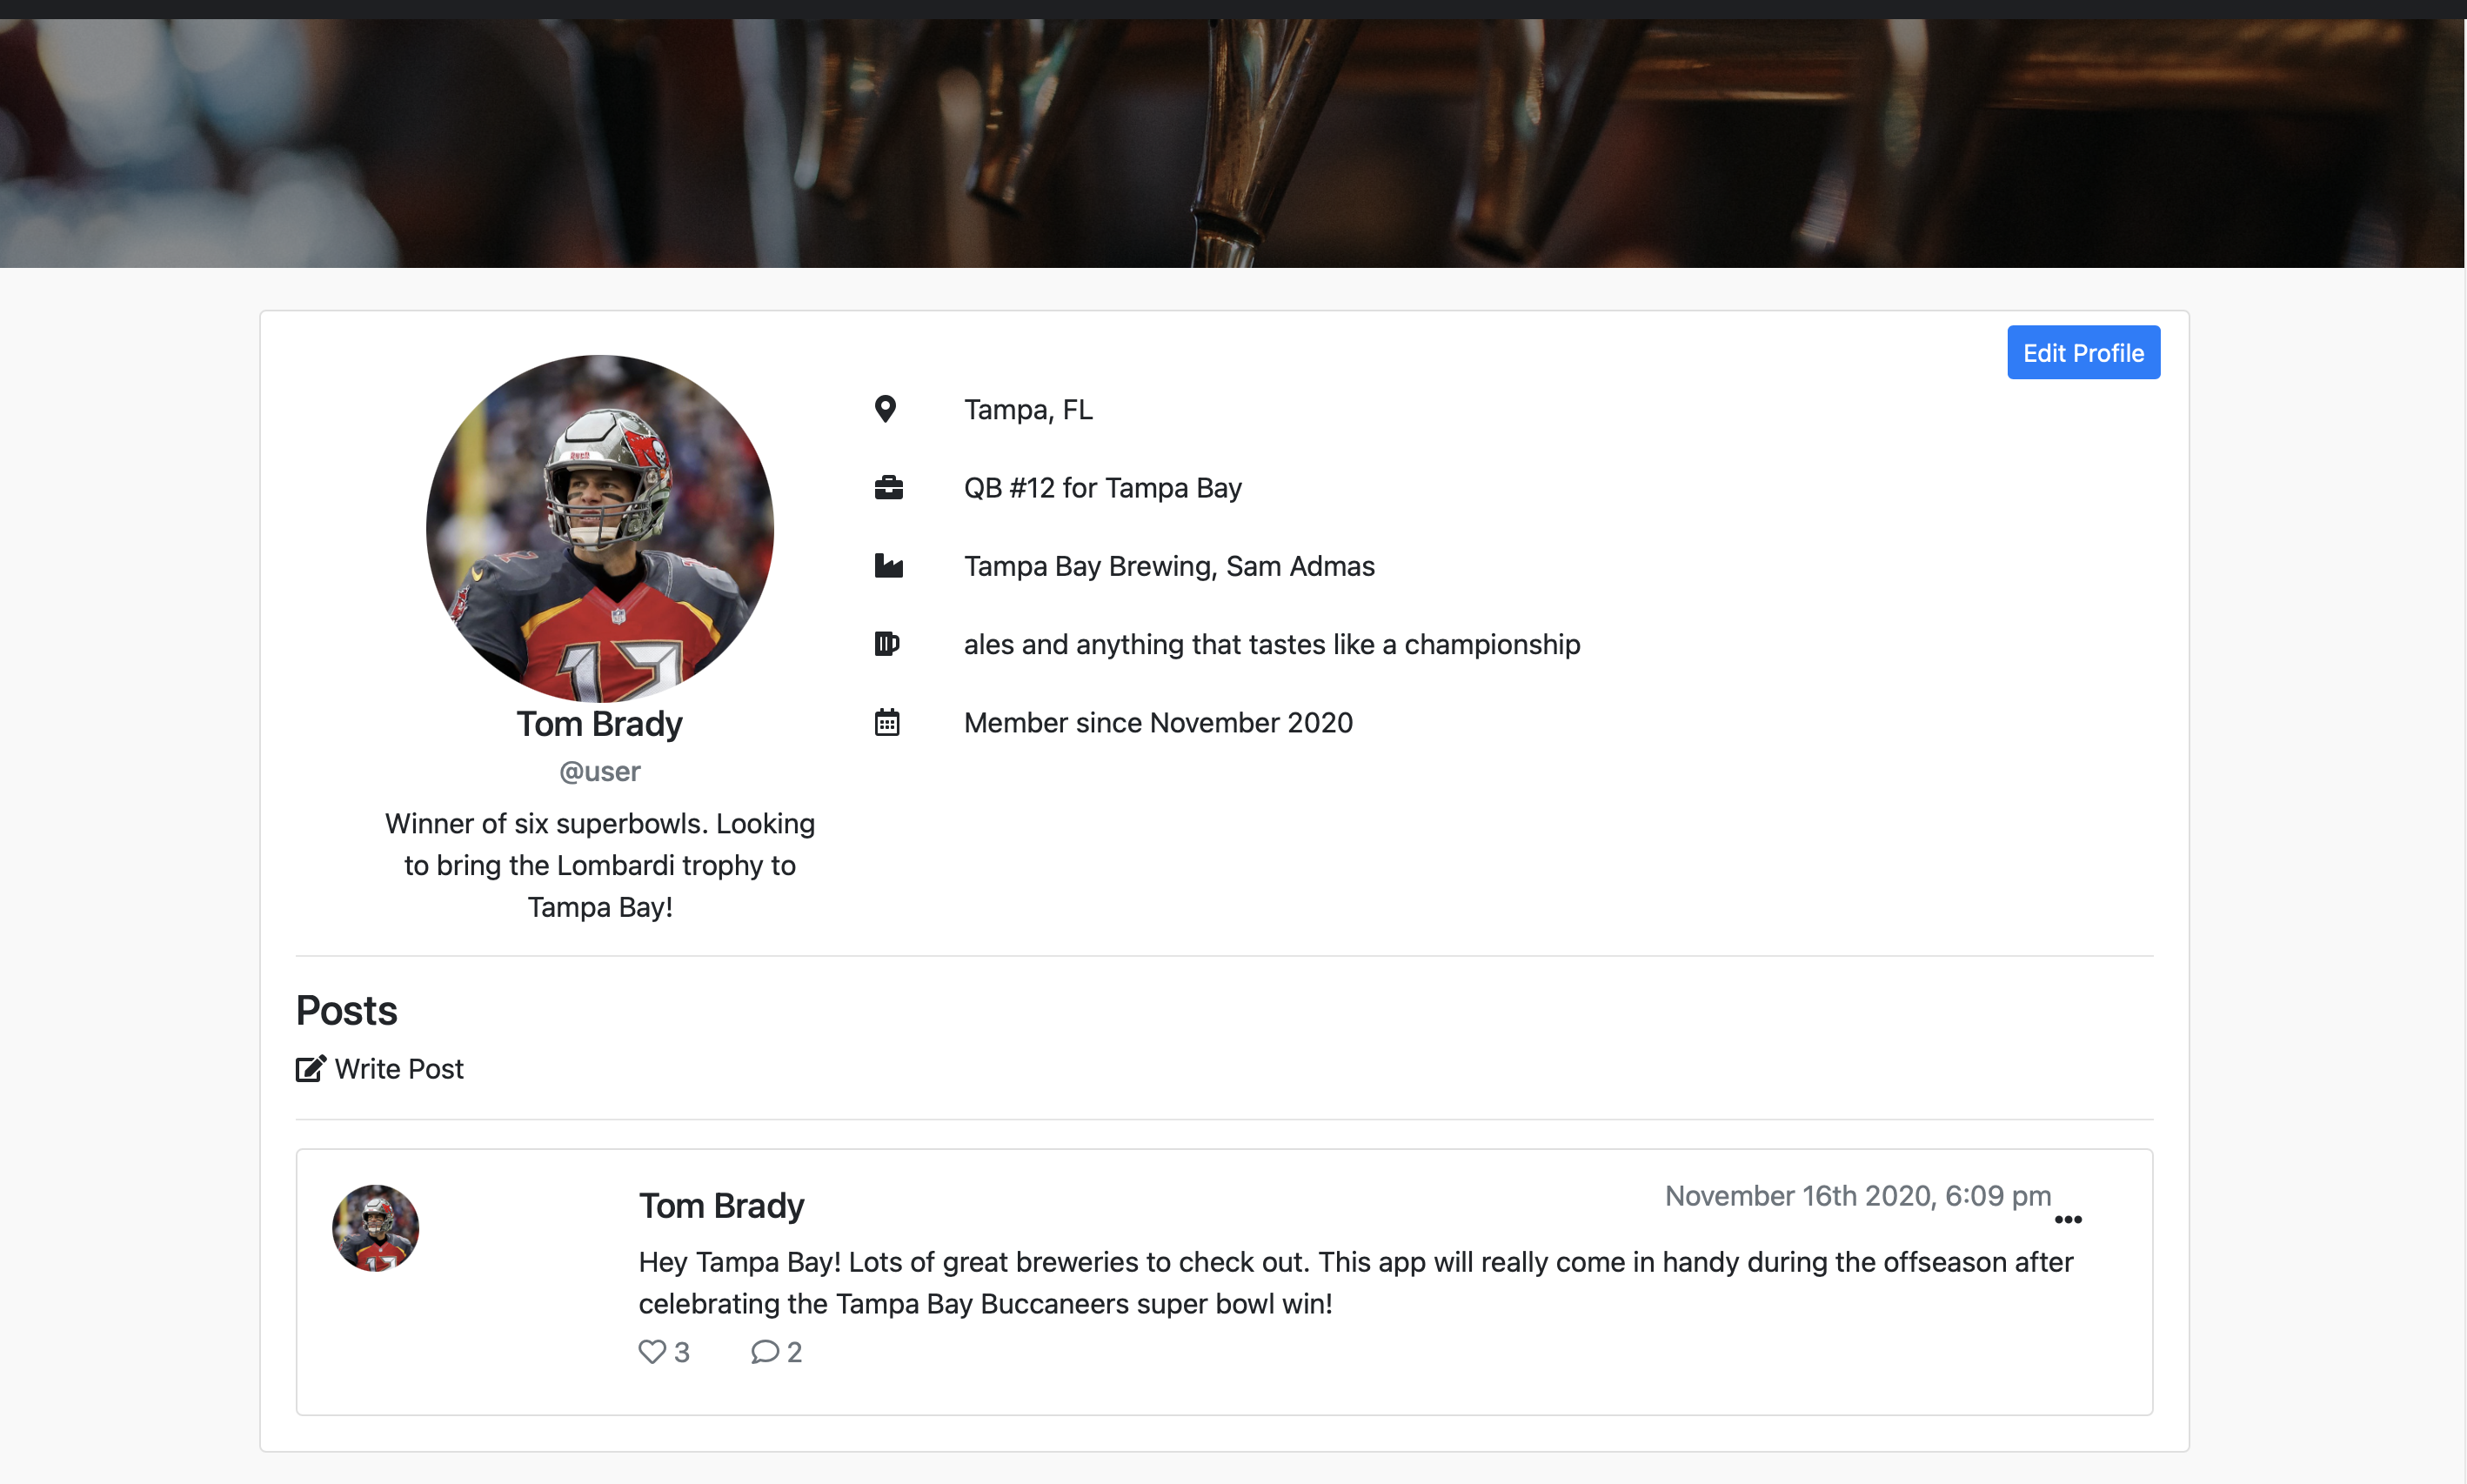 Edit Profile
Tampa, FL
QB #12 for Tampa Bay
Tampa Bay Brewing, Sam Admas
ales and anything that tastes like a championship
Member since November 2020
Tom Brady
@user
Winner of six superbowls. Looking
to bring the Lombardi trophy to
Tampa Bay!
Posts
Write Post
Tom Brady
November 16th 2020, 6:09 pm
Hey Tampa Bay! Lots of great breweries to check out. This app will really come in handy during the offseason after
celebrating the Tampa Bay Buccaneers super bowl win!
3 2